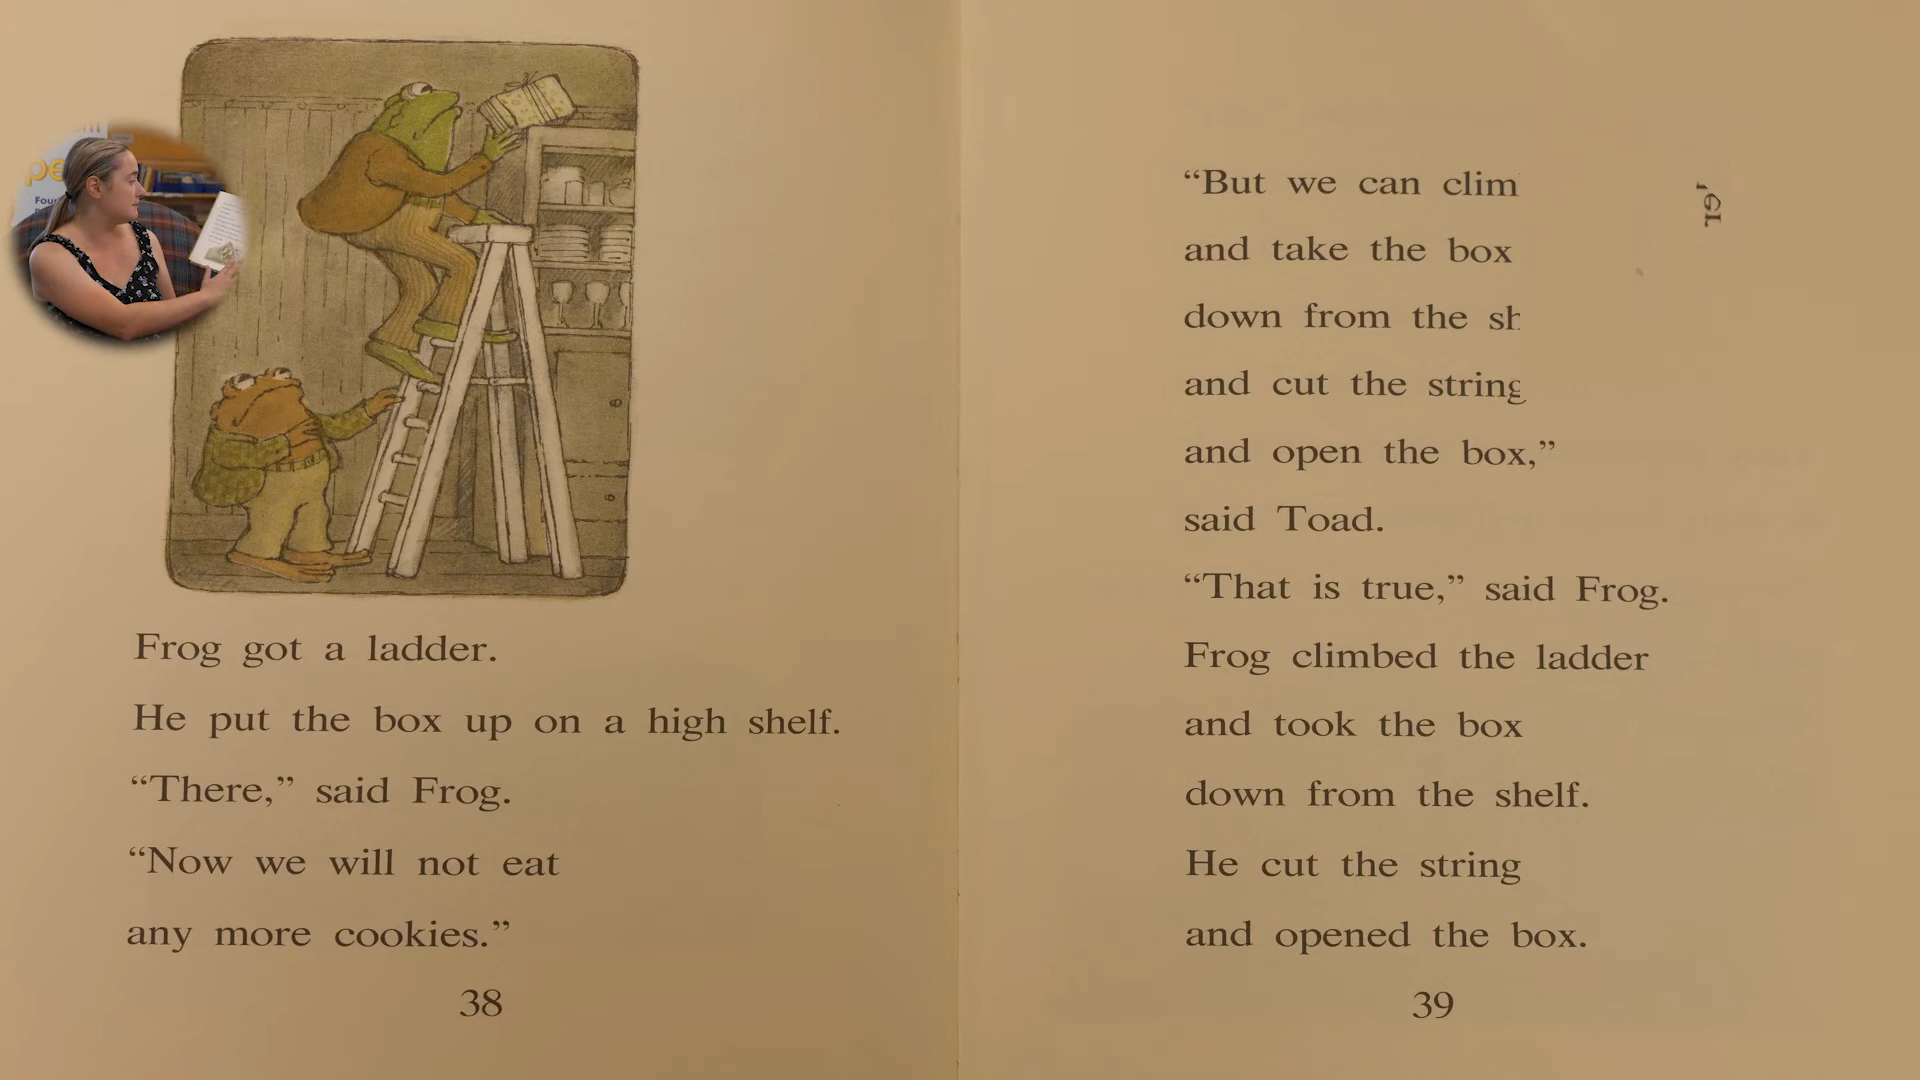 Frog got a ladder.
He put the box up on a high shelf.
“There,” said Frog.
“Now we will not eat
any more cookies.”
38
“But we can clim
and take the box
down from the sh
and cut the string
and open the box,”
said Toad.
“That is true,” said Frog.
Frog climbed the ladder
and took the box
down from the shelf.
He cut the string
and opened the box.
39